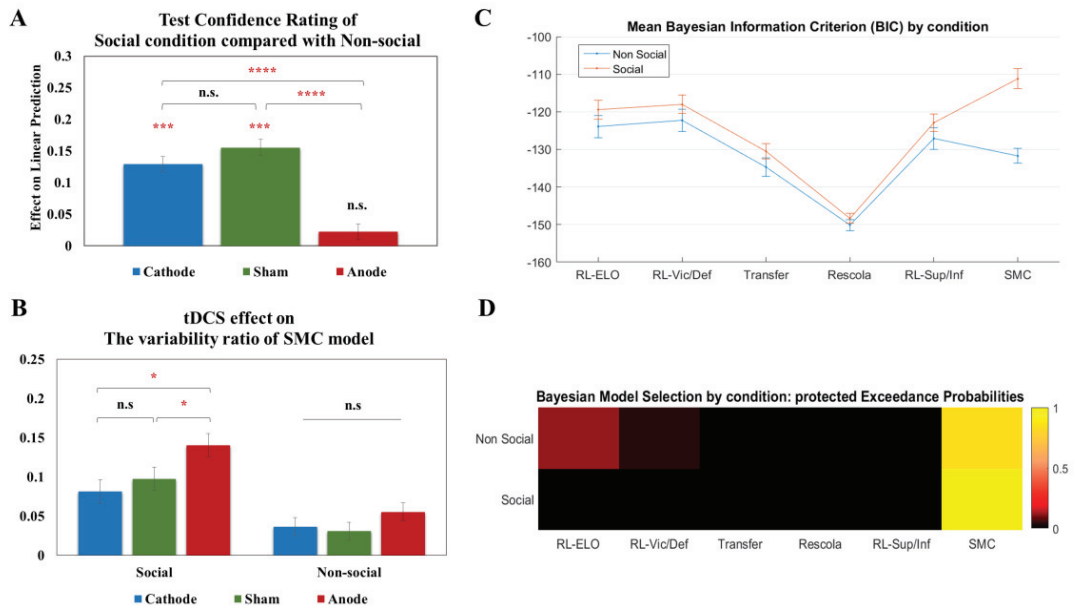 A
Test Confidence Rating of
Social condition compared with Non-social
Effect on Linear Prediction
0.3
0.25
0.2
0.15
0.1
0.05
0
****
n.s.
****
***
***
n.s.
Cathode
Sham
Anode
B
tDCS effect on
The variability ratio of SMC model
0.25
0.2
0.15
0.1
0.05
0
*
n.s
*
n.s
Social
Non-social
Cathode
Sham
Anode
C
Mean Bayesian Information Criterion (BIC) by condition
-100
-110
-120
-130
-140
-150
-160
Non Social
Social
RL-ELO
RL-Vic/Def
Transfer
Rescola
RL-Sup/Inf
SMC
D
Bayesian Model Selection by condition: protected Exceedance Probabilities
Non Social
Social
RL-ELO
RL-Vic/Def
Transfer
Rescola
RL-Sup/Inf
SMC
1
0.5
0